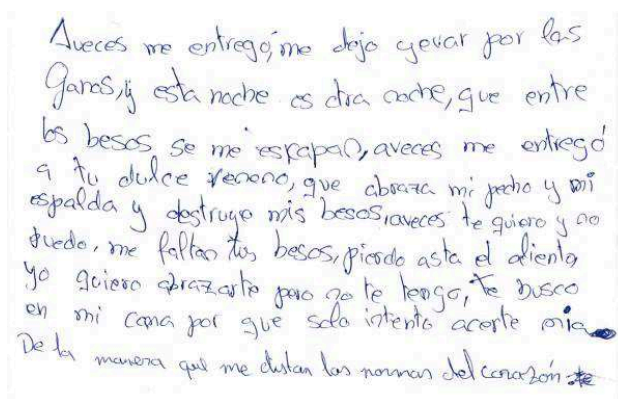 Aveces me entregó, me dejo gevar por las
Ganas, y esta noche es otra noche, que entre
los besos se me escapan, aveces me entregó
a tu dulce veneno, que abraza mi pecho y mi
espalda y destruye mis besos, aveces te quiero y no
puedo, me faltan tus besos, pierdo asta el aliento,
yo quiero abrazarte pero no te tengo, te busco
en mi cama por que solo intento acerte mia
De la manera que me dictan las normas del corazón.